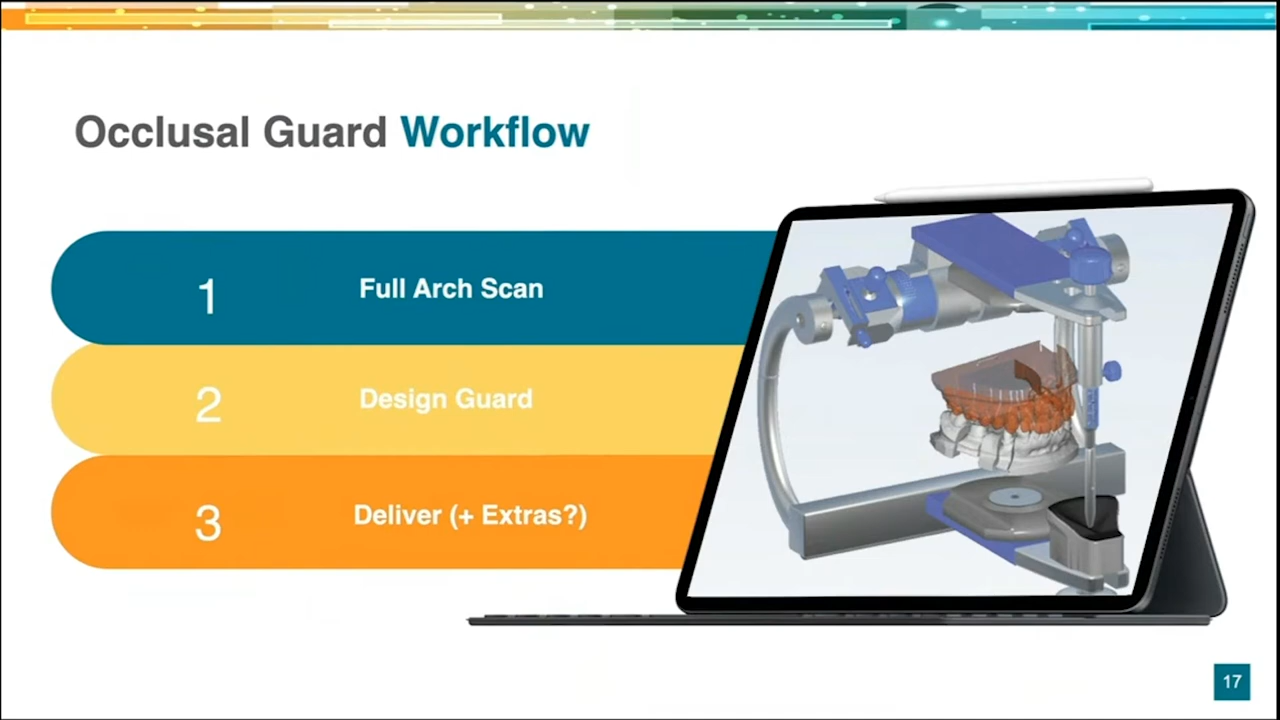 Occlusal Guard Workflow
1 Full Arch Scan
2 Design Guard
3 Deliver (+ Extras?)
17